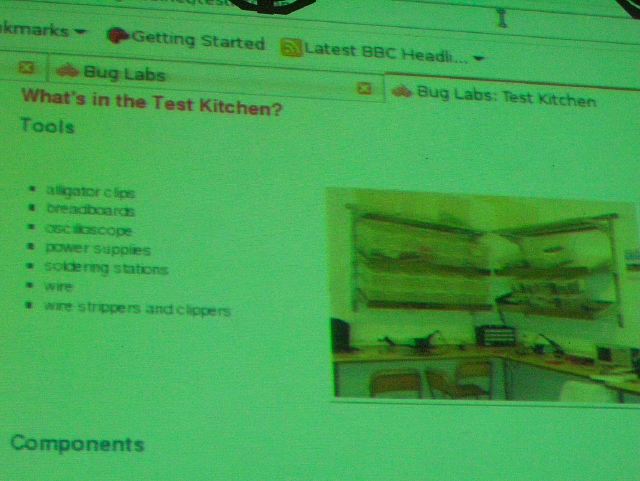 Getting Started Latest BBC Headli...
Bug Labs Bug Labs: Test Kitchen
What's in the Test Kitchen?
Tools
alligator clips
breadboards
oscilloscope
power supplies
soldering stations
wire
wire strippers and clippers
Components